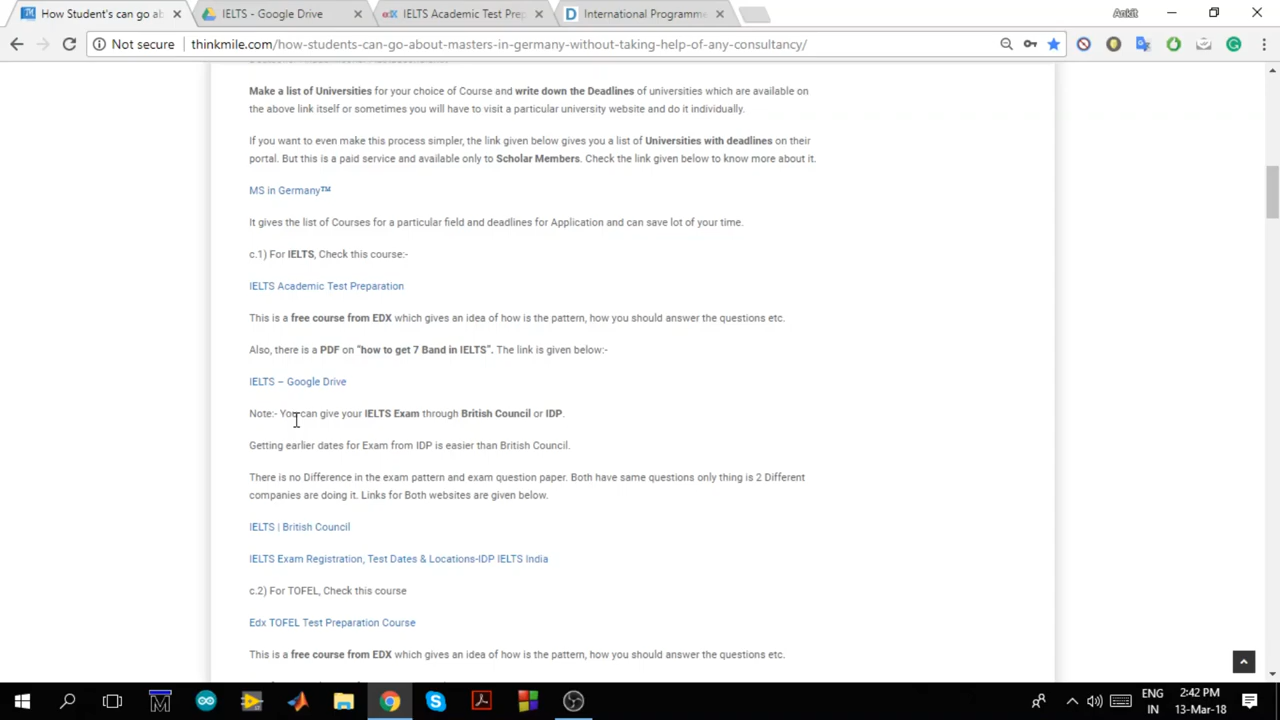 How Student's can go ab
IELTS - Google Drive
IELTS Academic Test Prep
International Programme
Ankit
Not secure
thinkmile.com/how-students-can-go-about-masters-in-germany-without-taking-help-of-any-consultancy/
Make a list of Universities for your choice of Course and write down the Deadlines of universities which are available on
the above link itself or sometimes you will have to visit a particular university website and do it individually.
If you want to even make this process simpler, the link given below gives you a list of Universities with deadlines on their
portal. But this is a paid service and available only to Scholar Members. Check the link given below to know more about it.
MS in Germany™
It gives the list of Courses for a particular field and deadlines for Application and can save lot of your time.
c.1) For IELTS, Check this course:-
IELTS Academic Test Preparation
This is a free course from EDX which gives an idea of how is the pattern, how you should answer the questions etc.
Also, there is a PDF on “how to get 7 Band in IELTS”. The link is given below:-
IELTS – Google Drive
Note:- You can give your IELTS Exam through British Council or IDP.
Getting earlier dates for Exam from IDP is easier than British Council.
There is no Difference in the exam pattern and exam question paper. Both have same questions only thing is 2 Different
companies are doing it. Links for Both websites are given below.
IELTS | British Council
IELTS Exam Registration, Test Dates & Locations-IDP IELTS India
c.2) For TOFEL, Check this course
Edx TOFEL Test Preparation Course
This is a free course from EDX which gives an idea of how is the pattern, how you should answer the questions etc.
ENG
IN
2:42 PM
13-Mar-18